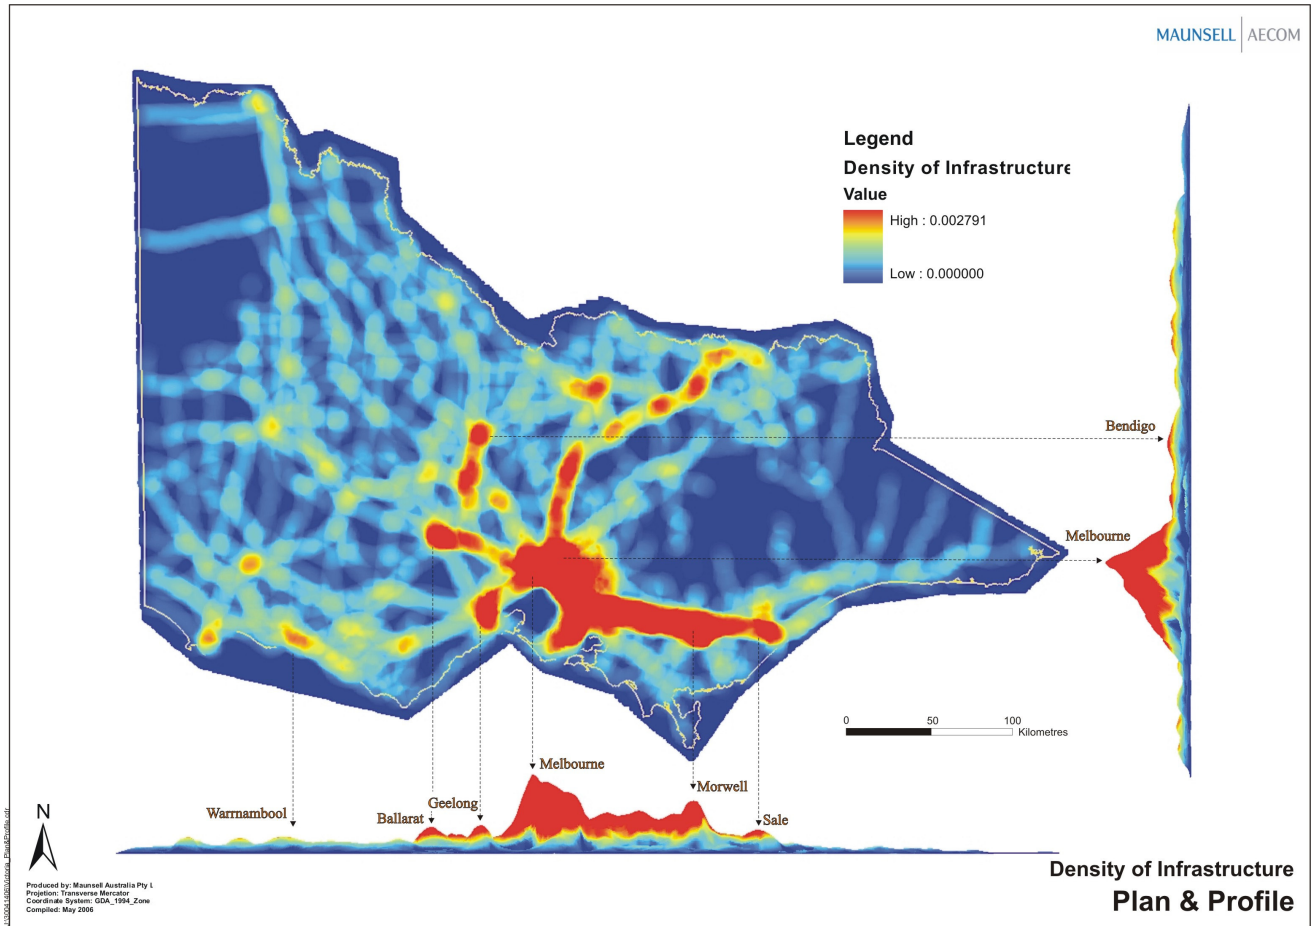 MAUNSELL | AECOM
Legend
Density of Infrastructure
Value
High : 0.002791
Low : 0.000000
Bendigo
Melbourne
0 50 100
Kilometres
Melbourne
Morwell
Warrnambool
Geelong
Ballarat
Sale
N
Produced by: Maunsell Australia Pty L
Projetion: Transverse Mercator
Coordinate System: GDA_1994_Zone
Compiled: May 2006
Density of Infrastructure
Plan & Profile